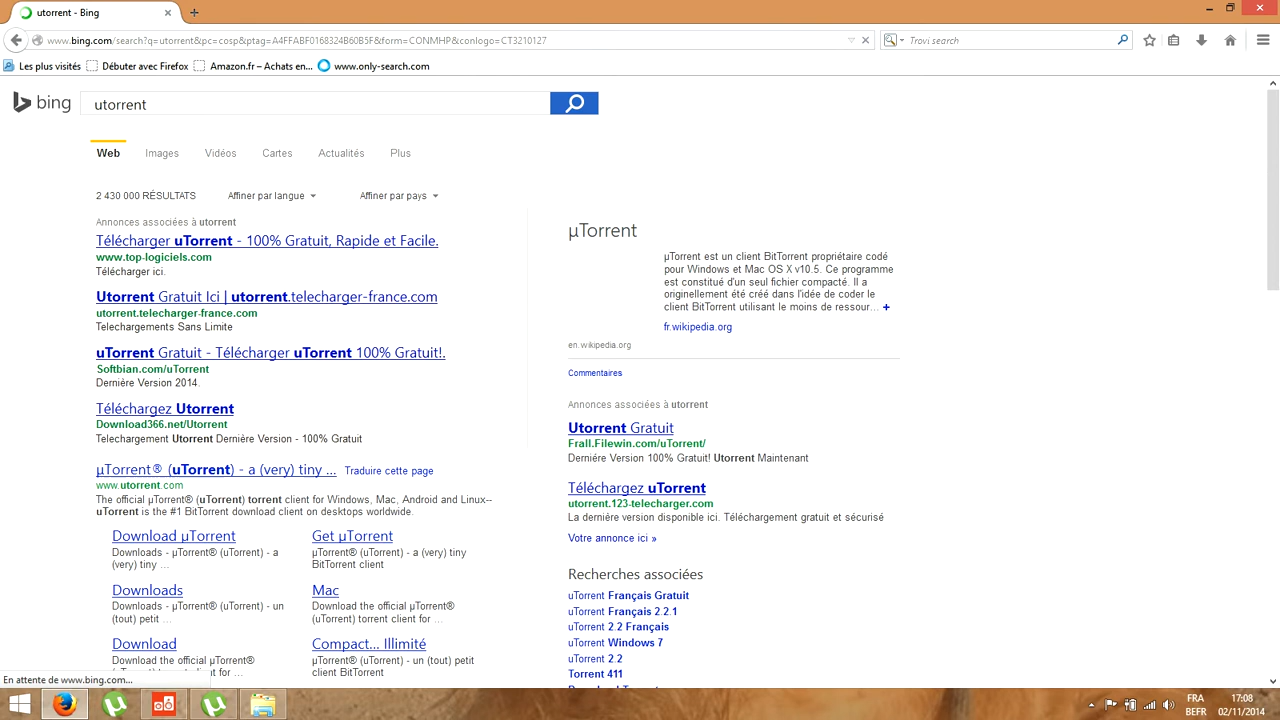 utorrent - Bing
www.bing.com/search?q=utorrent&pc=cosp&ptag=A4FFABF0168324B60B5F&form=CONMHP&conlogo=CT3210127
Trovi search
Les plus visités
Débuter avec Firefox
Amazon.fr – Achats en...
www.only-search.com
bing
utorrent
Web
Images
Vidéos
Cartes
Actualités
Plus
2 430 000 RÉSULTATS
Affiner par langue
Affiner par pays
Annonces associées à utorrent
Télécharger uTorrent - 100% Gratuit, Rapide et Facile.
www.top-logiciels.com
Télécharger ici.
Utorrent Gratuit Ici | utorrent.telecharger-france.com
utorrent.telecharger-france.com
Telechargements Sans Limite
uTorrent Gratuit - Télécharger uTorrent 100% Gratuit!.
Softbian.com/uTorrent
Dernière Version 2014.
Téléchargez Utorrent
Download366.net/Utorrent
Telechargement Utorrent Dernière Version - 100% Gratuit
µTorrent® (uTorrent) - a (very) tiny ... Traduire cette page
www.utorrent.com
The official µTorrent® (uTorrent) torrent client for Windows, Mac, Android and Linux--
uTorrent is the #1 BitTorrent download client on desktops worldwide.
Download µTorrent
Downloads - µTorrent® (uTorrent) - a
(very) tiny ...
Get µTorrent
µTorrent® (uTorrent) - a (very) tiny
BitTorrent client
Downloads
Downloads - µTorrent® (uTorrent) - un
(tout) petit ...
Mac
Download the official µTorrent®
(uTorrent) torrent client for ...
Download
Download the official µTorrent®
Compact... Illimité
µTorrent® (uTorrent) - un (tout) petit
client BitTorrent
µTorrent
µTorrent est un client BitTorrent propriétaire codé
pour Windows et Mac OS X v10.5. Ce programme
est constitué d'un seul fichier compacté. Il a
originellement été créé dans l'idée de coder le
client BitTorrent utilisant le moins de ressour... +
fr.wikipedia.org
en.wikipedia.org
Commentaires
Annonces associées à utorrent
Utorrent Gratuit
Frall.Filewin.com/uTorrent/
Derniére Version 100% Gratuit! Utorrent Maintenant
Téléchargez uTorrent
utorrent.123-telecharger.com
La dernière version disponible ici. Téléchargement gratuit et sécurisé
Votre annonce ici »
Recherches associées
uTorrent Français Gratuit
uTorrent Français 2.2.1
uTorrent 2.2 Français
uTorrent Windows 7
uTorrent 2.2
Torrent 411
En attente de www.bing.com...
FRA
BEFR
17:08
02/11/2014